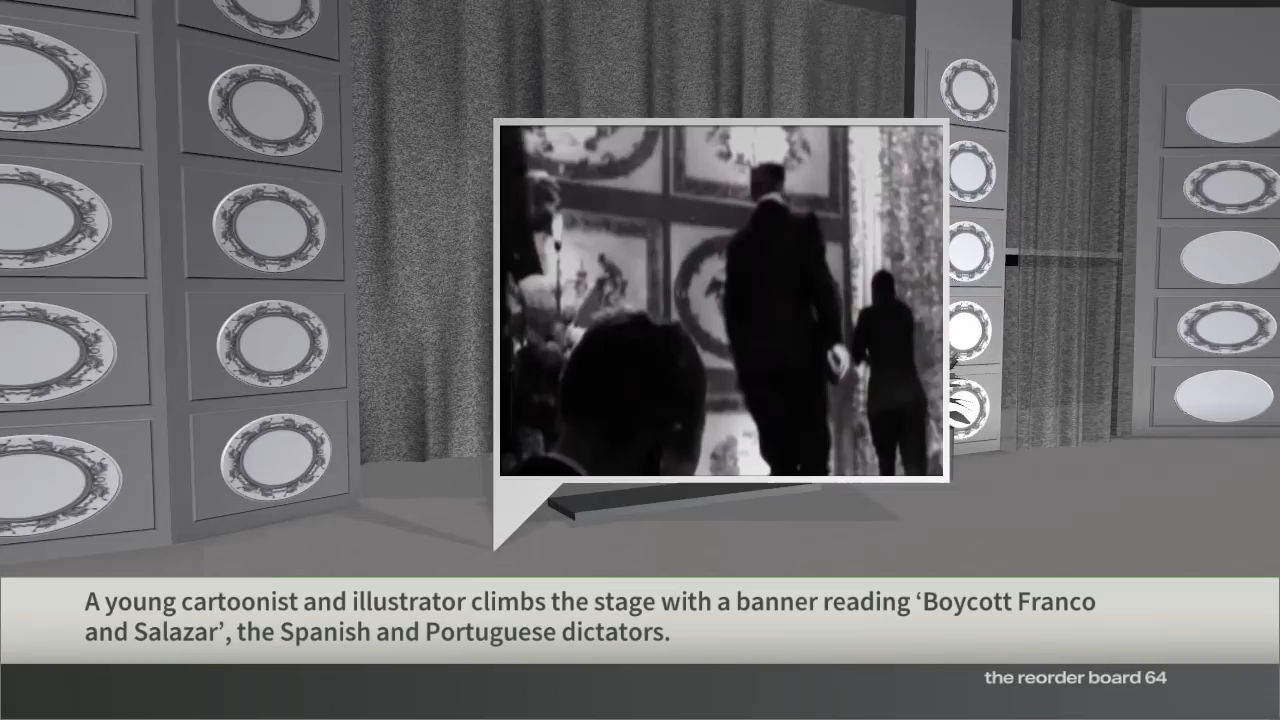 A young cartoonist and illustrator climbs the stage with a banner reading ‘Boycott Franco
and Salazar’, the Spanish and Portuguese dictators.
the reorder board 64